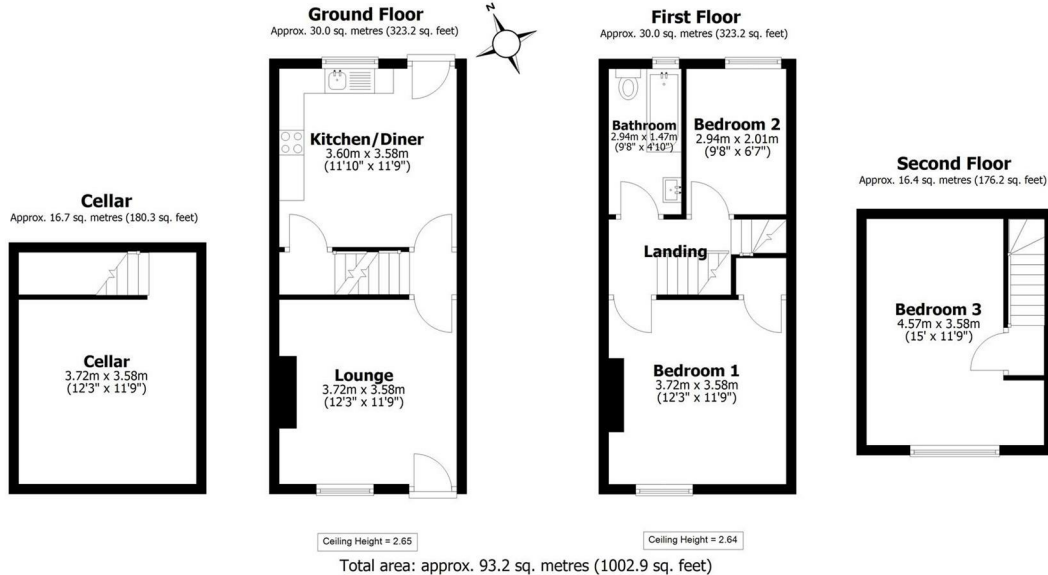 Ground Floor
Approx. 30.0 sq. metres (323.2 sq. feet)
N
First Floor
Approx. 30.0 sq. metres (323.2 sq. feet)
Kitchen/Diner
3.60m x 3.58m
(11'10" x 11'9")
Bathroom
2.94m x 1.47m
(9'8" x 4'10")
Bedroom 2
2.94m x 2.01m
(9'8" x 6'7")
Second Floor
Approx. 16.4 sq. metres (176.2 sq. feet)
Cellar
Approx. 16.7 sq. metres (180.3 sq. feet)
Landing
Bedroom 3
4.57m x 3.58m
(15' x 11'9")
Cellar
3.72m x 3.58m
(12'3" x 11'9")
Lounge
3.72m x 3.58m
(12'3" x 11'9")
Bedroom 1
3.72m x 3.58m
(12'3" x 11'9")
Ceiling Height = 2.65
Ceiling Height = 2.64
Total area: approx. 93.2 sq. metres (1002.9 sq. feet)